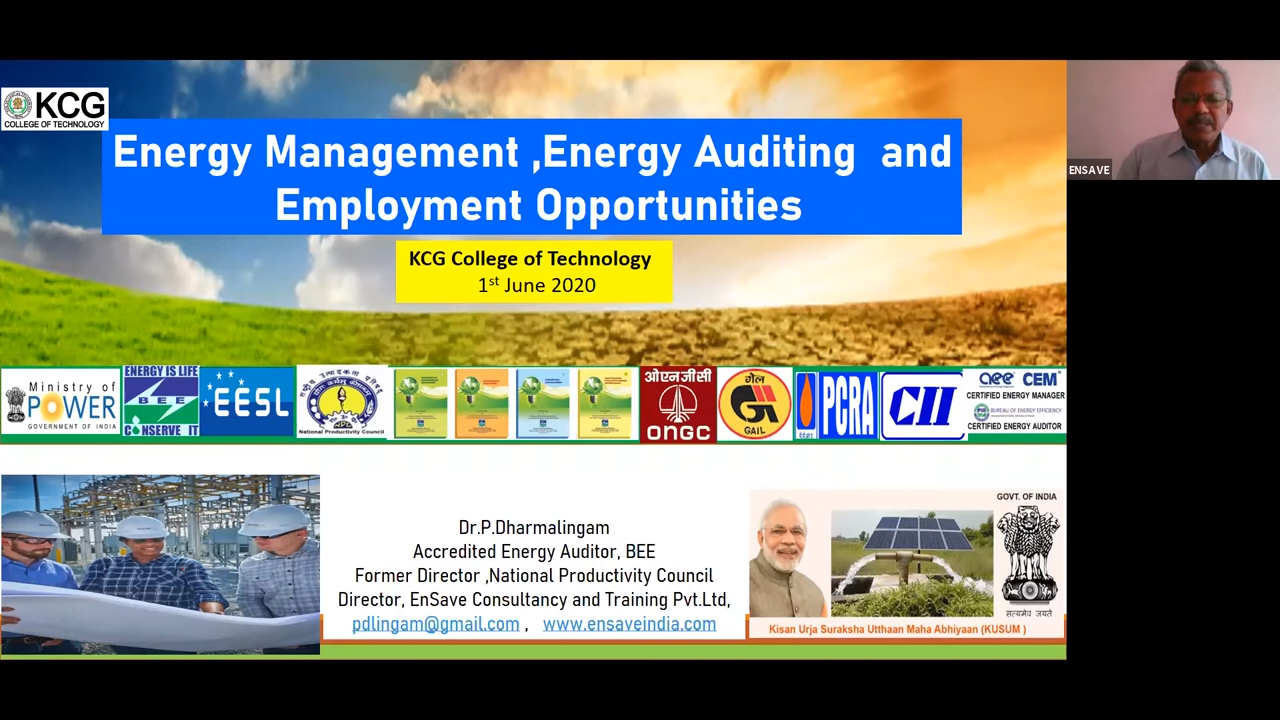 KCG
COLLEGE OF TECHNOLOGY
Energy Management ,Energy Auditing and
Employment Opportunities
KCG College of Technology
1st June 2020
ENSAVE
Ministry of
POWER
GOVERNMENT OF INDIA
ENERGY IS LIFE
BEE
CONSERVE IT
EESL
National Productivity Council
ओएनजीसी
ONGC
गेल
GAIL
PCRA
CII
aee CEM
CERTIFIED ENERGY MANAGER
BUREAU OF ENERGY EFFICIENCY
CERTIFIED ENERGY AUDITOR
Dr.P.Dharmalingam
Accredited Energy Auditor, BEE
Former Director ,National Productivity Council
Director, EnSave Consultancy and Training Pvt.Ltd,
pdlingam@gmail.com , www.ensaveindia.com
GOVT. OF INDIA
सत्यमेव जयते
Kisan Urja Suraksha Utthaan Maha Abhiyaan (KUSUM )